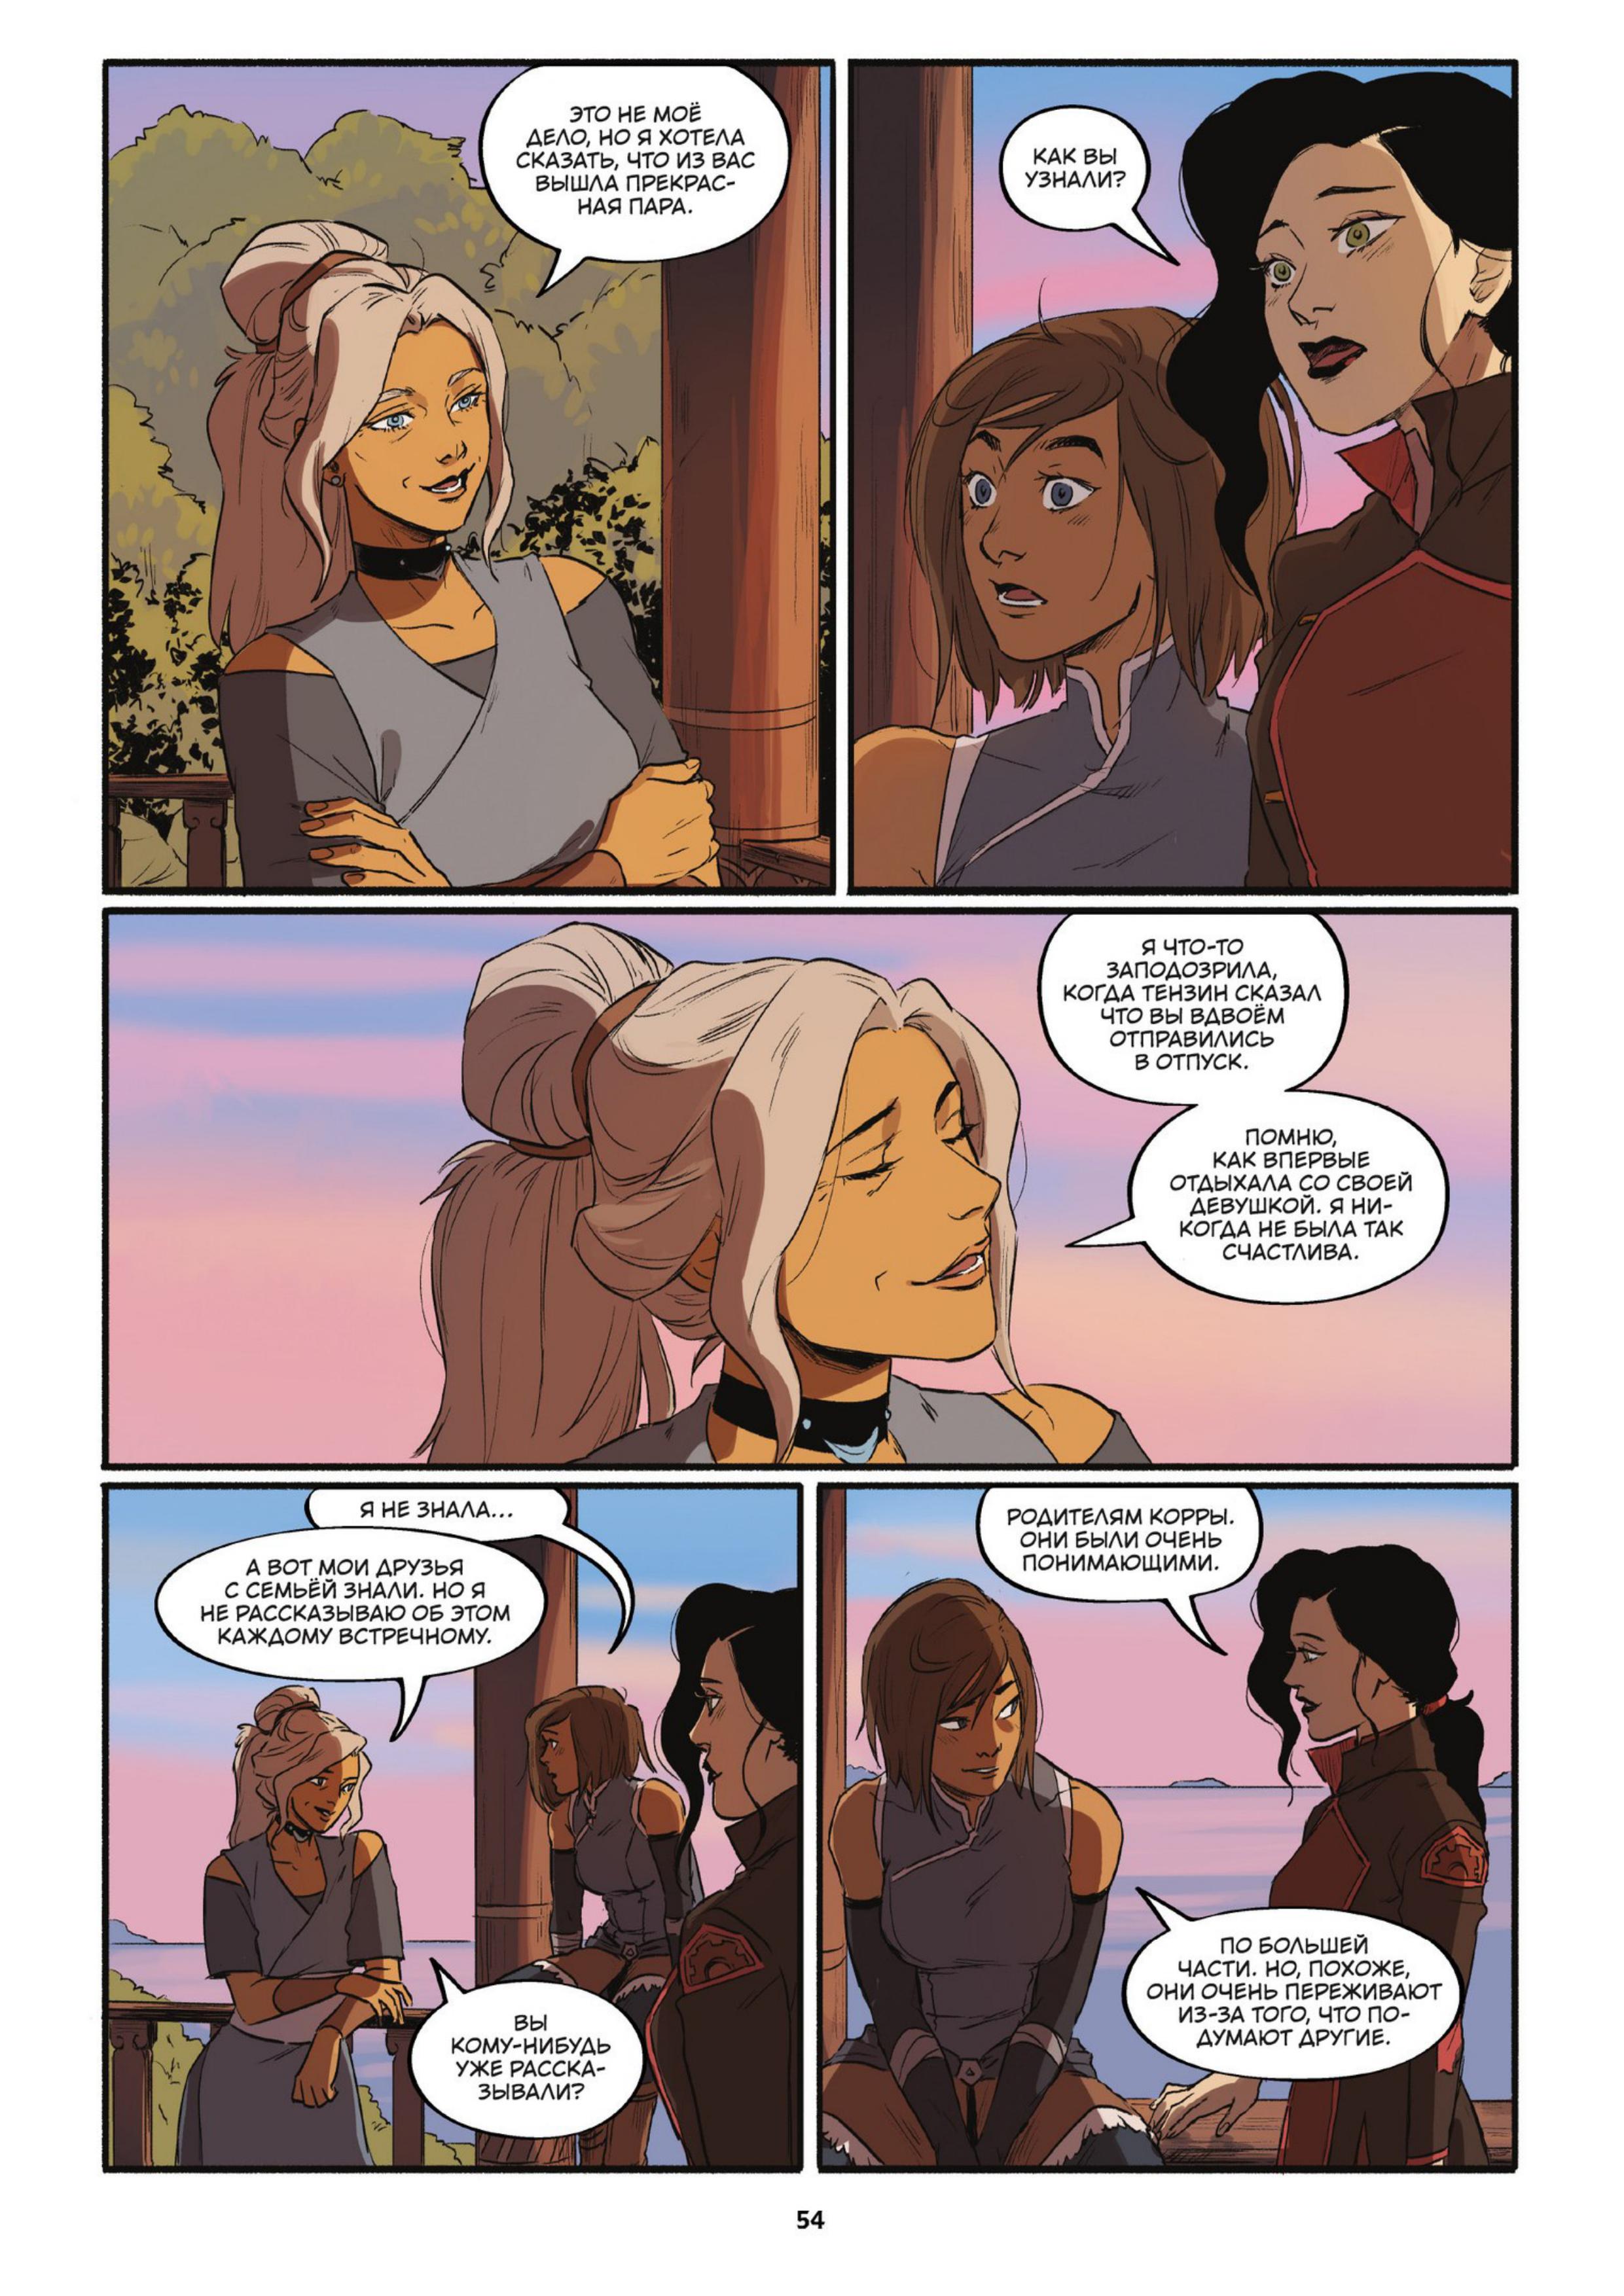 ЭТО НЕ МОЁ
ДЕЛО, НО Я ХОТЕЛА
СКАЗАТЬ, ЧТО ИЗ ВАС
ВЫШЛА ПРЕКРАС-
НАЯ ПАРА.
КАК ВЫ
УЗНАЛИ?
Я ЧТО-ТО
ЗАПОДОЗРИЛА,
КОГДА ТЕНЗИН СКАЗАЛ
ЧТО ВЫ ВДВОЁМ
ОТПРАВИЛИСЬ
В ОТПУСК.
ПОМНЮ,
КАК ВПЕРВЫЕ
ОТДЫХАЛА СО СВОЕЙ
ДЕВУШКОЙ. Я НИ-
КОГДА НЕ БЫЛА ТАК
СЧАСТЛИВА.
Я НЕ ЗНАЛА...
А ВОТ МОИ ДРУЗЬЯ
С СЕМЬЁЙ ЗНАЛИ. НО Я
НЕ РАССКАЗЫВАЮ ОБ ЭТОМ
КАЖДОМУ ВСТРЕЧНОМУ.
ВЫ
КОМУ-НИБУДЬ
УЖЕ РАССКА-
ЗЫВАЛИ?
РОДИТЕЛЯМ КОРРЫ.
ОНИ БЫЛИ ОЧЕНЬ
ПОНИМАЮЩИМИ.
ПО БОЛЬШЕЙ
ЧАСТИ. НО, ПОХОЖЕ,
ОНИ ОЧЕНЬ ПЕРЕЖИВАЮТ
ИЗ-ЗА ТОГО, ЧТО ПО-
ДУМАЮТ ДРУГИЕ.
54